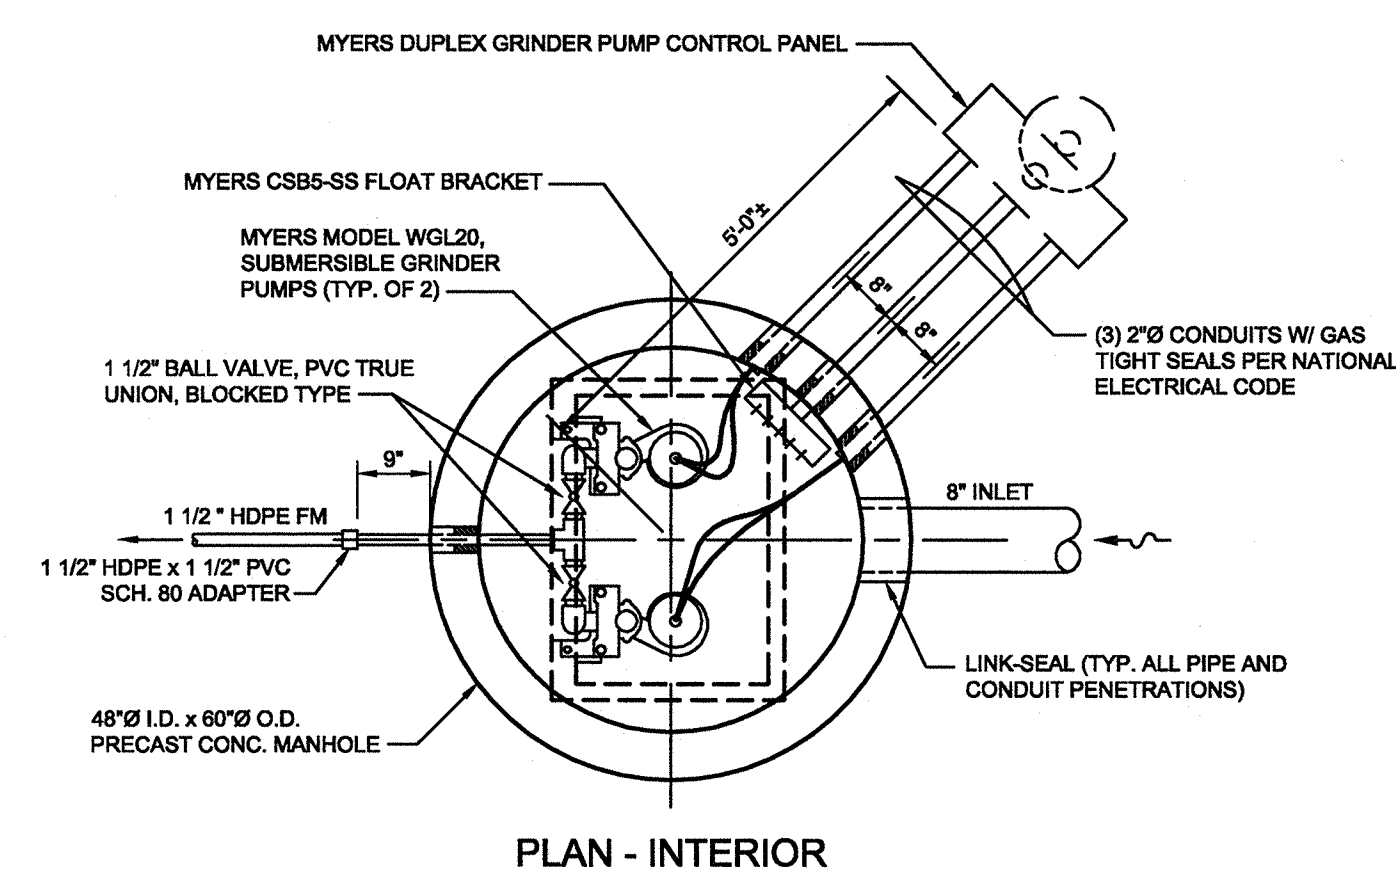 MYERS DUPLEX GRINDER PUMP CONTROL PANEL
MYERS CSB5-SS FLOAT BRACKET
5'-0"±
MYERS MODEL WGL20,
SUBMERSIBLE GRINDER
PUMPS (TYP. OF 2)
8"
8"
(3) 2"Ø CONDUITS W/ GAS
TIGHT SEALS PER NATIONAL
ELECTRICAL CODE
1 1/2" BALL VALVE, PVC TRUE
UNION, BLOCKED TYPE
9"
8" INLET
1 1/2 " HDPE FM
1 1/2" HDPE x 1 1/2" PVC
SCH. 80 ADAPTER
LINK-SEAL (TYP. ALL PIPE AND
CONDUIT PENETRATIONS)
48"Ø I.D. x 60"Ø O.D.
PRECAST CONC. MANHOLE
PLAN - INTERIOR